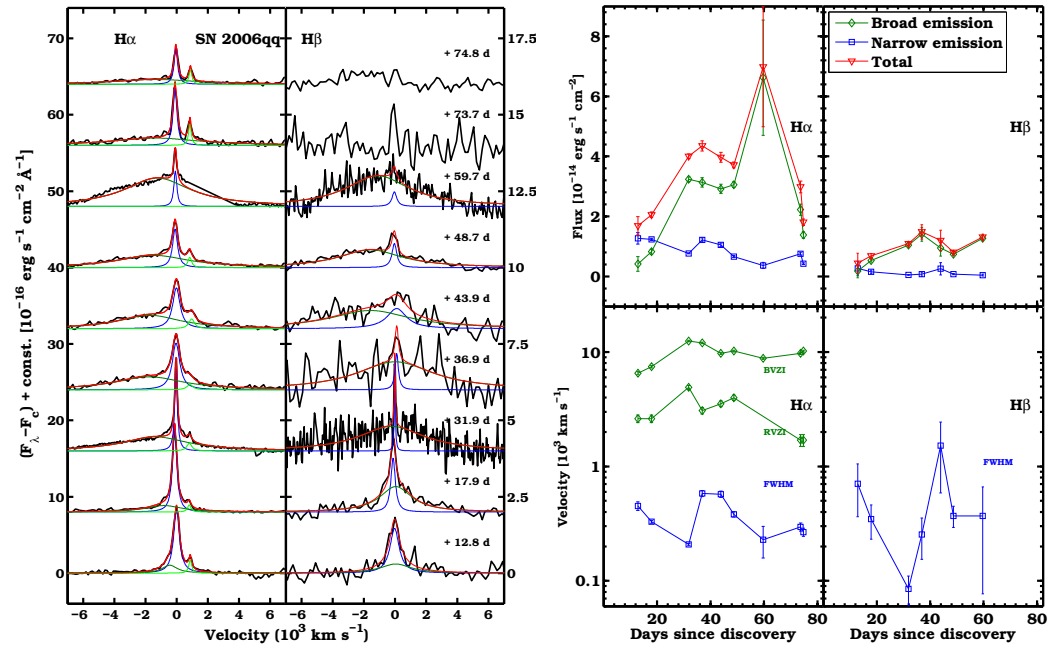 Hα
SN 2006qq
Hβ
+ 74.8 d
+ 73.7 d
+ 59.7 d
+ 48.7 d
+ 43.9 d
+ 36.9 d
+ 31.9 d
+ 17.9 d
+ 12.8 d
70
60
50
40
30
20
10
0
17.5
15
12.5
10
7.5
5
2.5
0
(Fλ−Fc) + const. [10−16 erg s−1 cm−2 Å−1]
−6 −4 −2 0 2 4 6
−6 −4 −2 0 2 4 6
Velocity (10³ km s−1)
Broad emission
Narrow emission
Total
Hα
Hβ
8
6
4
2
0
Flux [10−14 erg s−1 cm−2]
BVZI
Hα
RVZI
FWHM
Hβ
FWHM
10
1
0.1
Velocity [10³ km s−1]
20 40 60 80
20 40 60 80
Days since discovery
Days since discovery